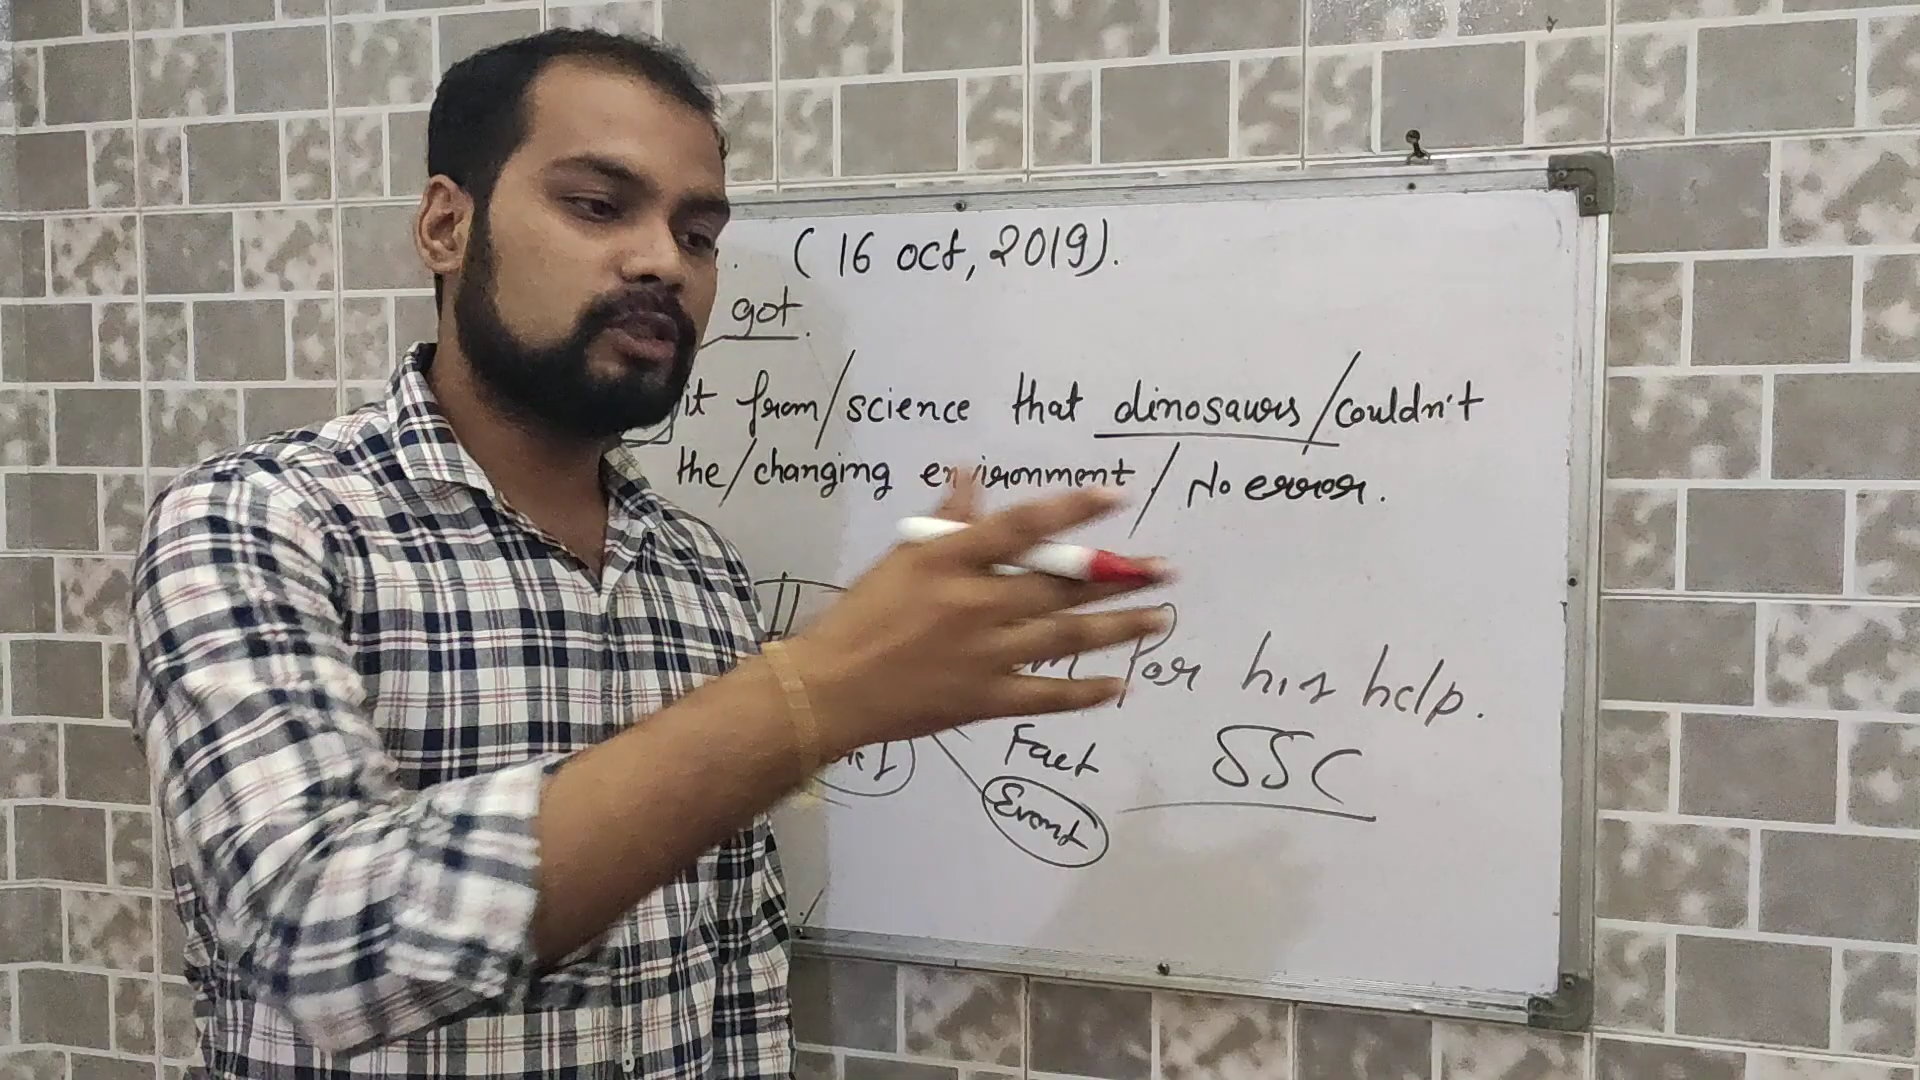 ( 16 oct, 2019).
got.
it from/science that dinosaurs/couldn't
the/changing environment/No error.
for his help.
Fact SSC
Event